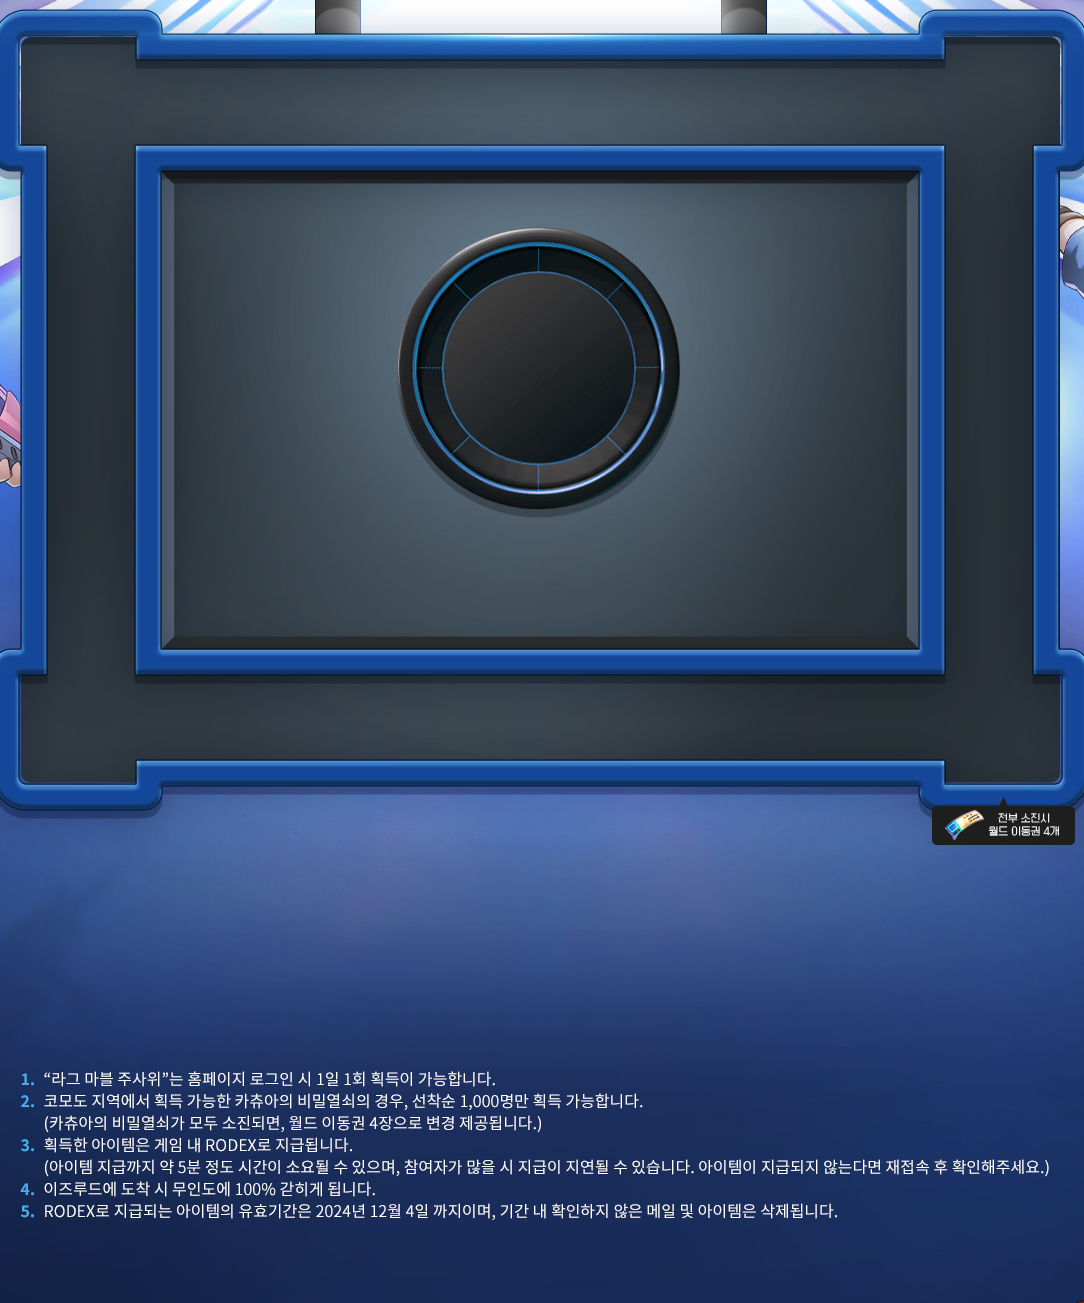 전부 소진시
월드 이동권 4개
1. “라그 마블 주사위”는 홈페이지 로그인 시 1일 1회 획득이 가능합니다.
2. 코모도 지역에서 획득 가능한 카츄아의 비밀열쇠의 경우, 선착순 1,000명만 획득 가능합니다.
(카츄아의 비밀열쇠가 모두 소진되면, 월드 이동권 4장으로 변경 제공됩니다.)
3. 획득한 아이템은 게임 내 RODEX로 지급됩니다.
(아이템 지급까지 약 5분 정도 시간이 소요될 수 있으며, 참여자가 많을 시 지급이 지연될 수 있습니다. 아이템이 지급되지 않는다면 재접속 후 확인해주세요.)
4. 이즈루드에 도착 시 무인도에 100% 갇히게 됩니다.
5. RODEX로 지급되는 아이템의 유효기간은 2024년 12월 4일 까지이며, 기간 내 확인하지 않은 메일 및 아이템은 삭제됩니다.